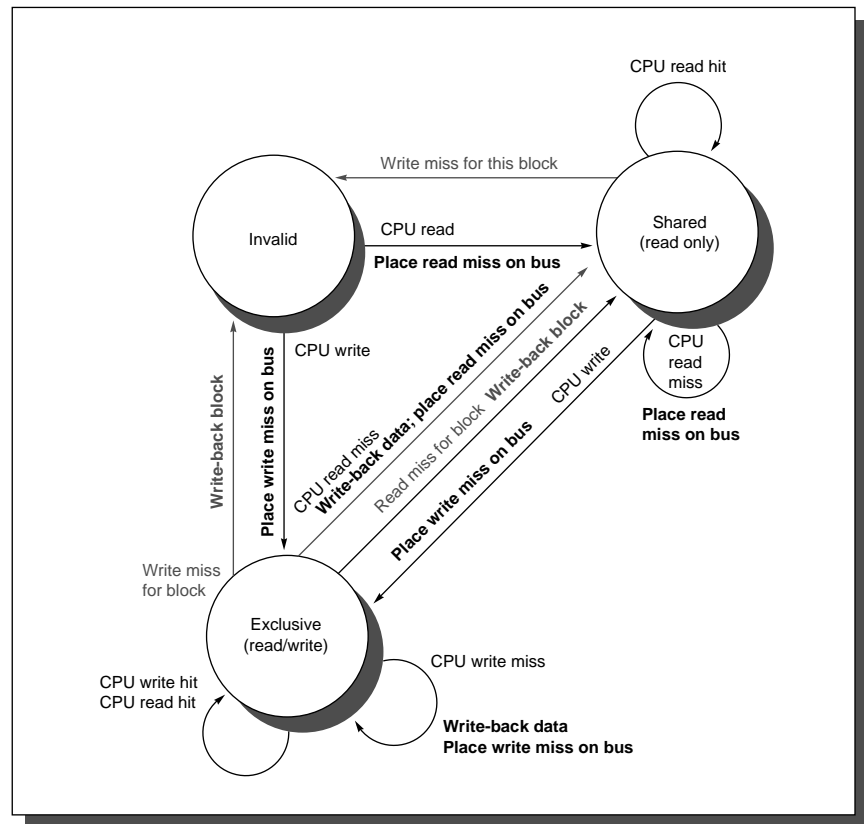 CPU read hit
Write miss for this block
Invalid
CPU read
Place read miss on bus
Shared
(read only)
CPU write
Place write miss on bus
Write-back block
CPU read miss
Write-back data; place read miss on bus
Read miss for block Write-back block
CPU write
Place write miss on bus
CPU
read
miss
Place read
miss on bus
Write miss
for block
Exclusive
(read/write)
CPU write hit
CPU read hit
CPU write miss
Write-back data
Place write miss on bus